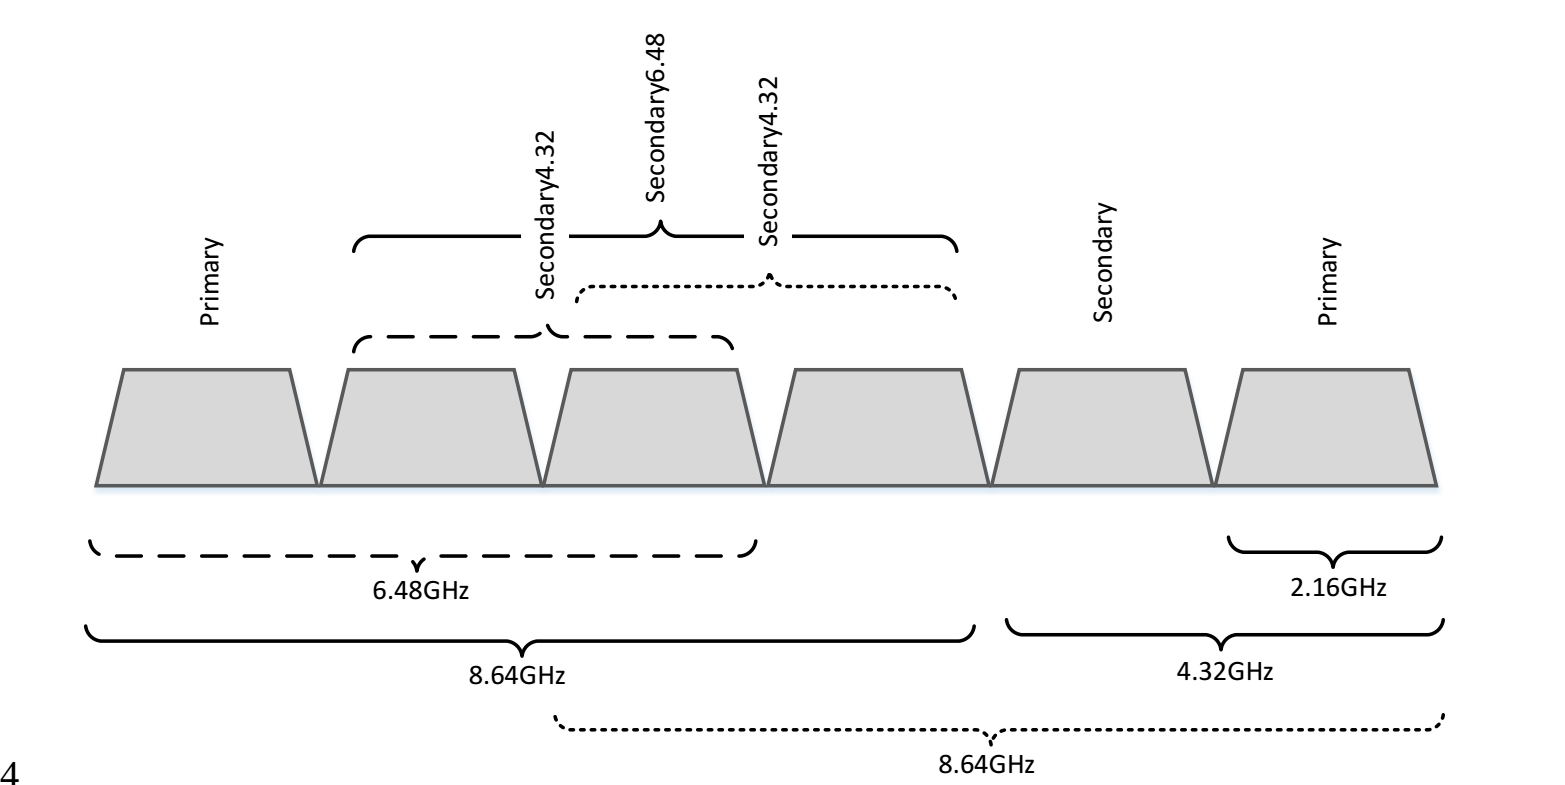 Secondary6.48
Secondary4.32
Secondary4.32
Secondary
Primary
Primary
6.48GHz
2.16GHz
8.64GHz
4.32GHz
8.64GHz
4